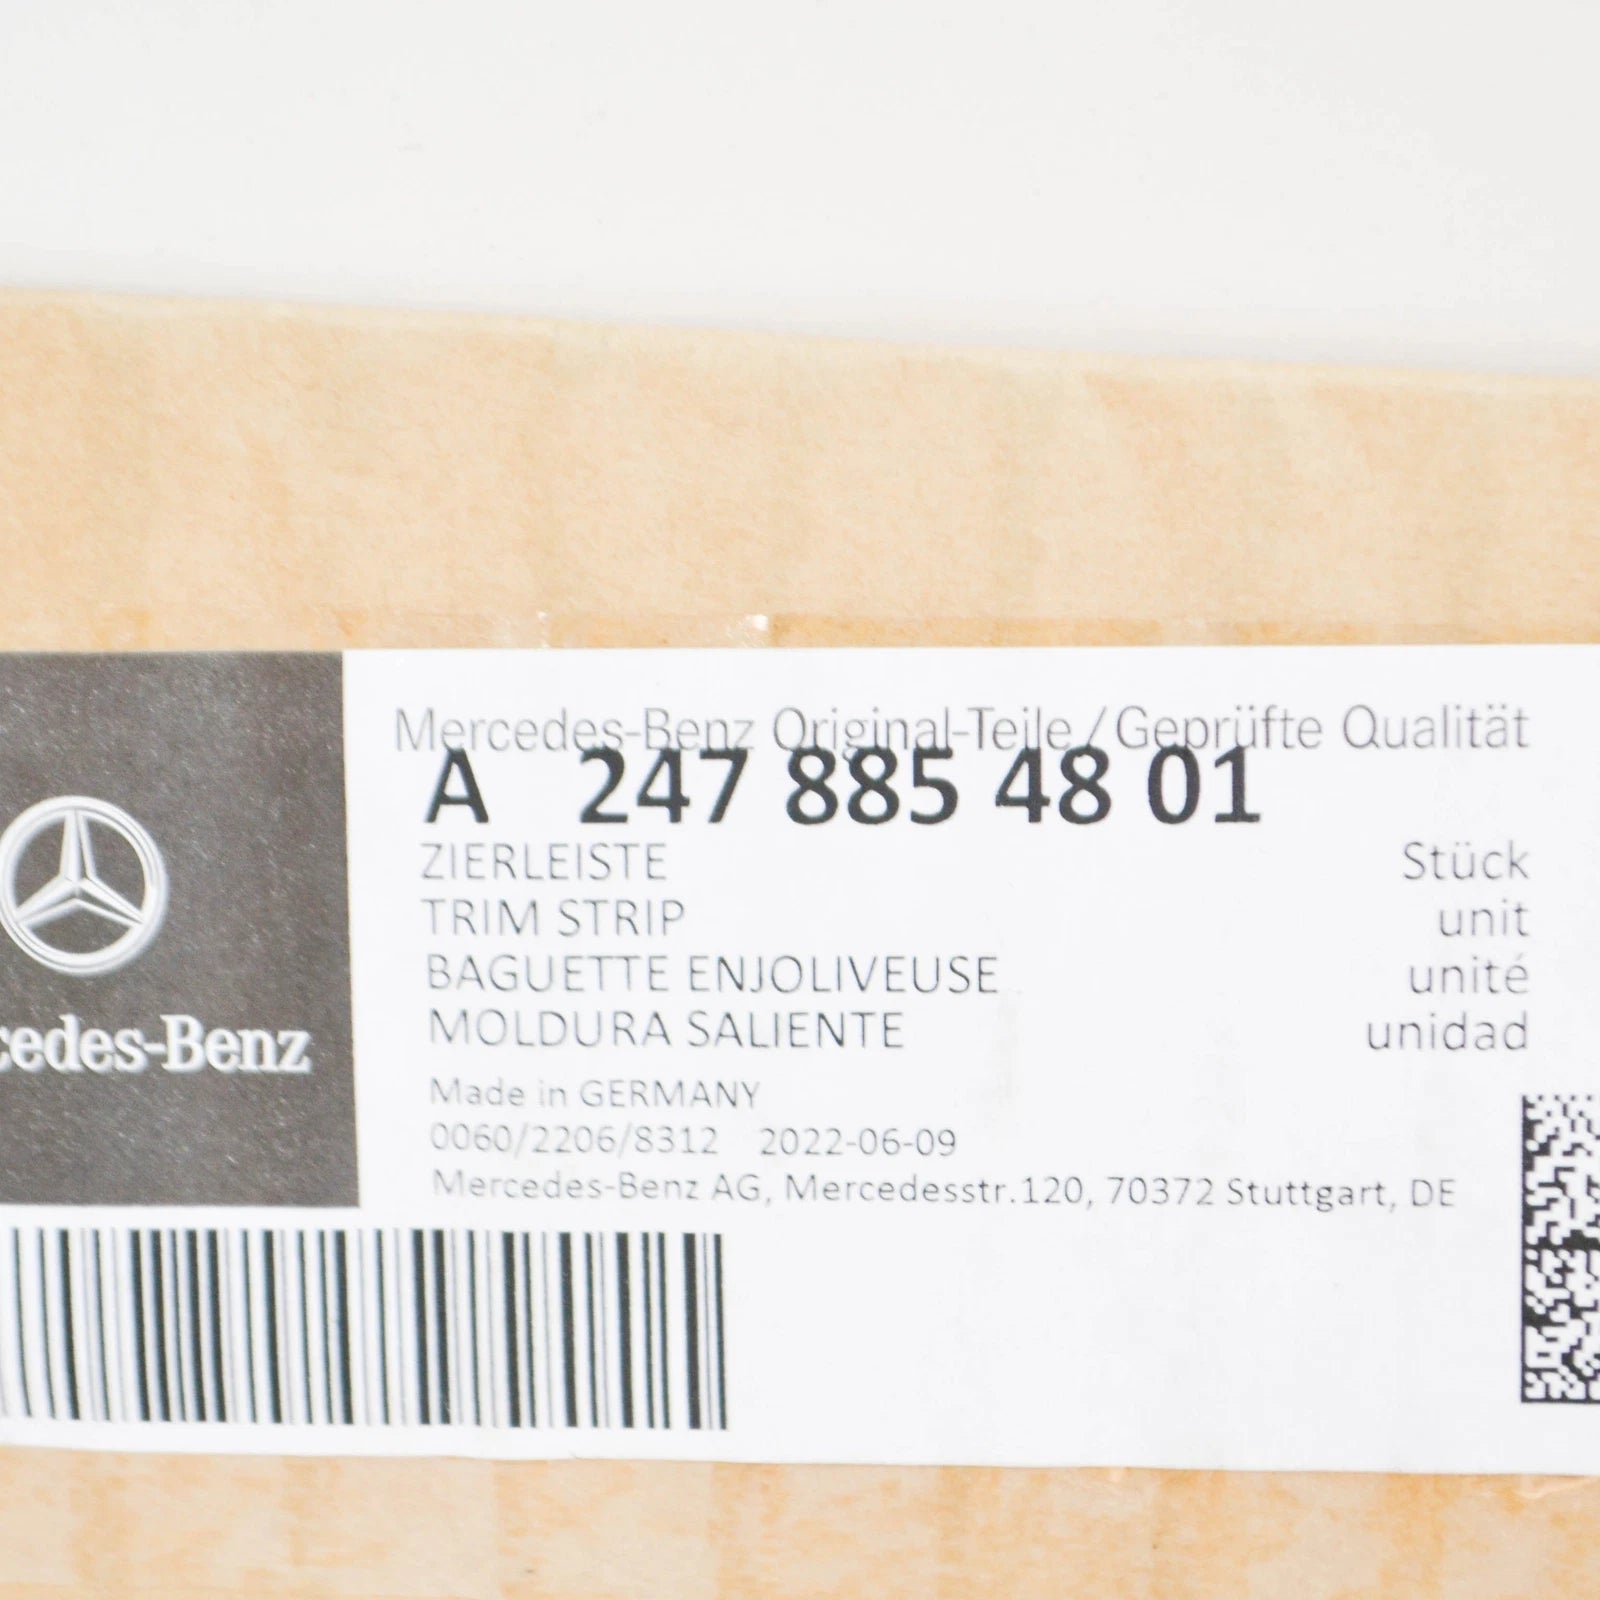 Mercedes-Benz Original-Teile/Geprüfte Qualität
A 247 885 48 01
ZIERLEISTE Stück
TRIM STRIP unit
BAGUETTE ENJOLIVEUSE unité
MOLDURA SALIENTE unidad
Made in GERMANY
0060/2206/8312 2022-06-09
Mercedes-Benz AG, Mercedesstr.120, 70372 Stuttgart, DE
cedes-Benz